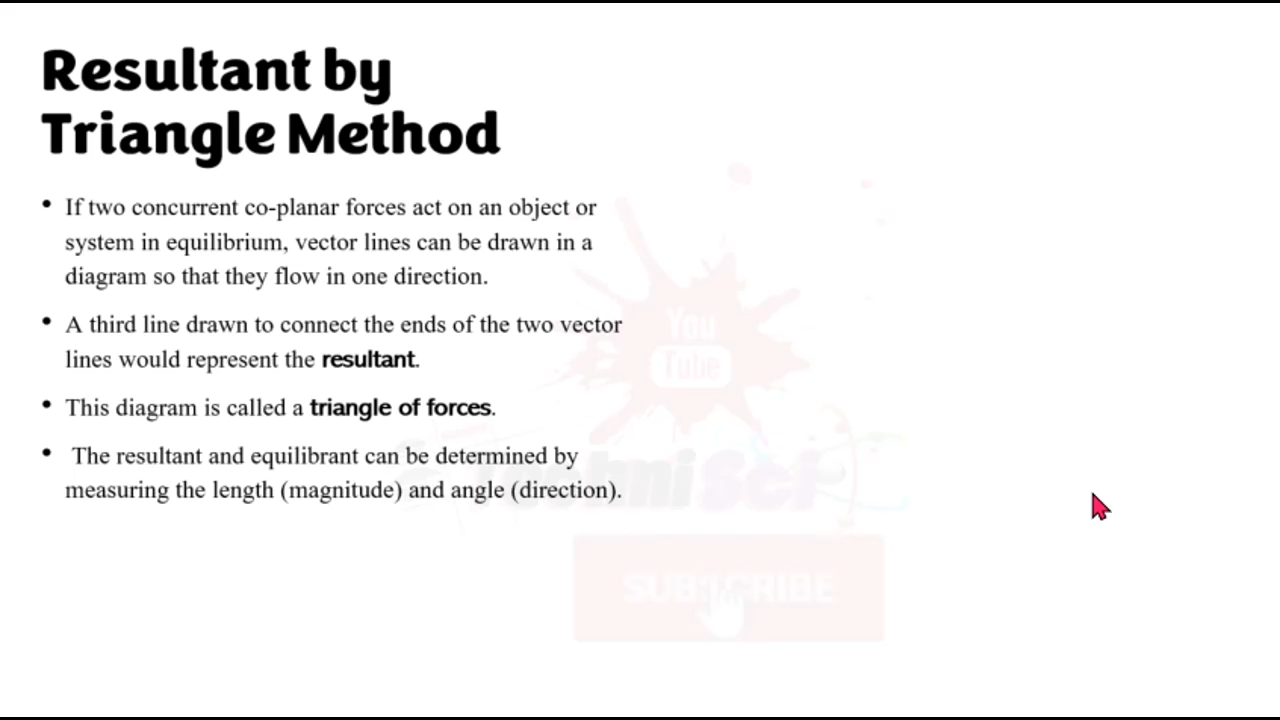 Resultant by
Triangle Method
• If two concurrent co-planar forces act on an object or
system in equilibrium, vector lines can be drawn in a
diagram so that they flow in one direction.
• A third line drawn to connect the ends of the two vector
lines would represent the resultant.
• This diagram is called a triangle of forces.
• The resultant and equilibrant can be determined by
measuring the length (magnitude) and angle (direction).
You
Tube
TechniSci
SUBSCRIBE